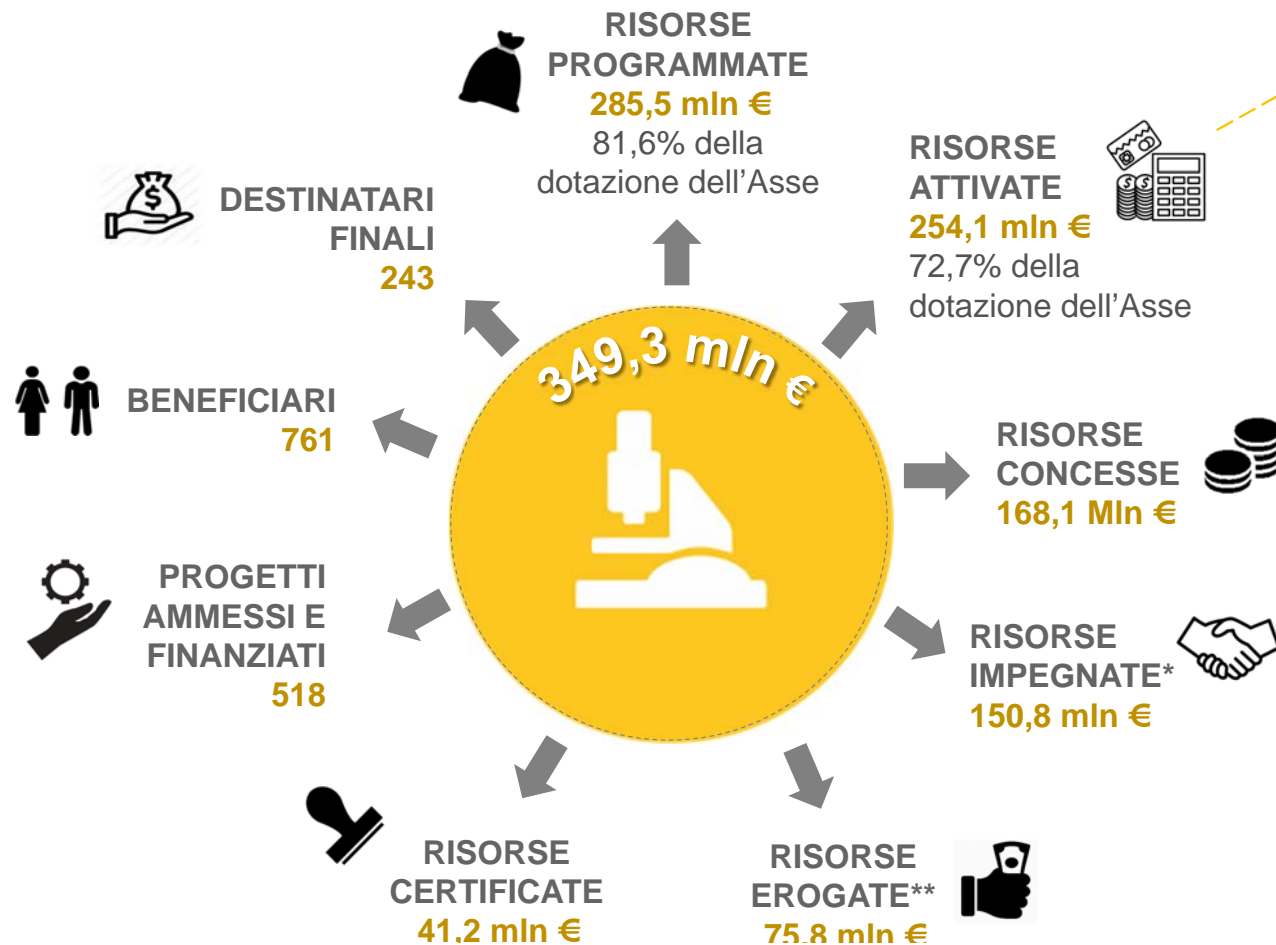 RISORSE
PROGRAMMATE
285,5 mln €
81,6% della
dotazione dell’Asse
RISORSE
ATTIVATE
254,1 mln €
72,7% della
dotazione dell’Asse
DESTINATARI
FINALI
243
349,3 mln €
BENEFICIARI
761
RISORSE
CONCESSE
168,1 Mln €
PROGETTI
AMMESSI E
FINANZIATI
518
RISORSE
IMPEGNATE*
150,8 mln €
RISORSE
CERTIFICATE
41,2 mln €
RISORSE
EROGATE**
75,8 mln €